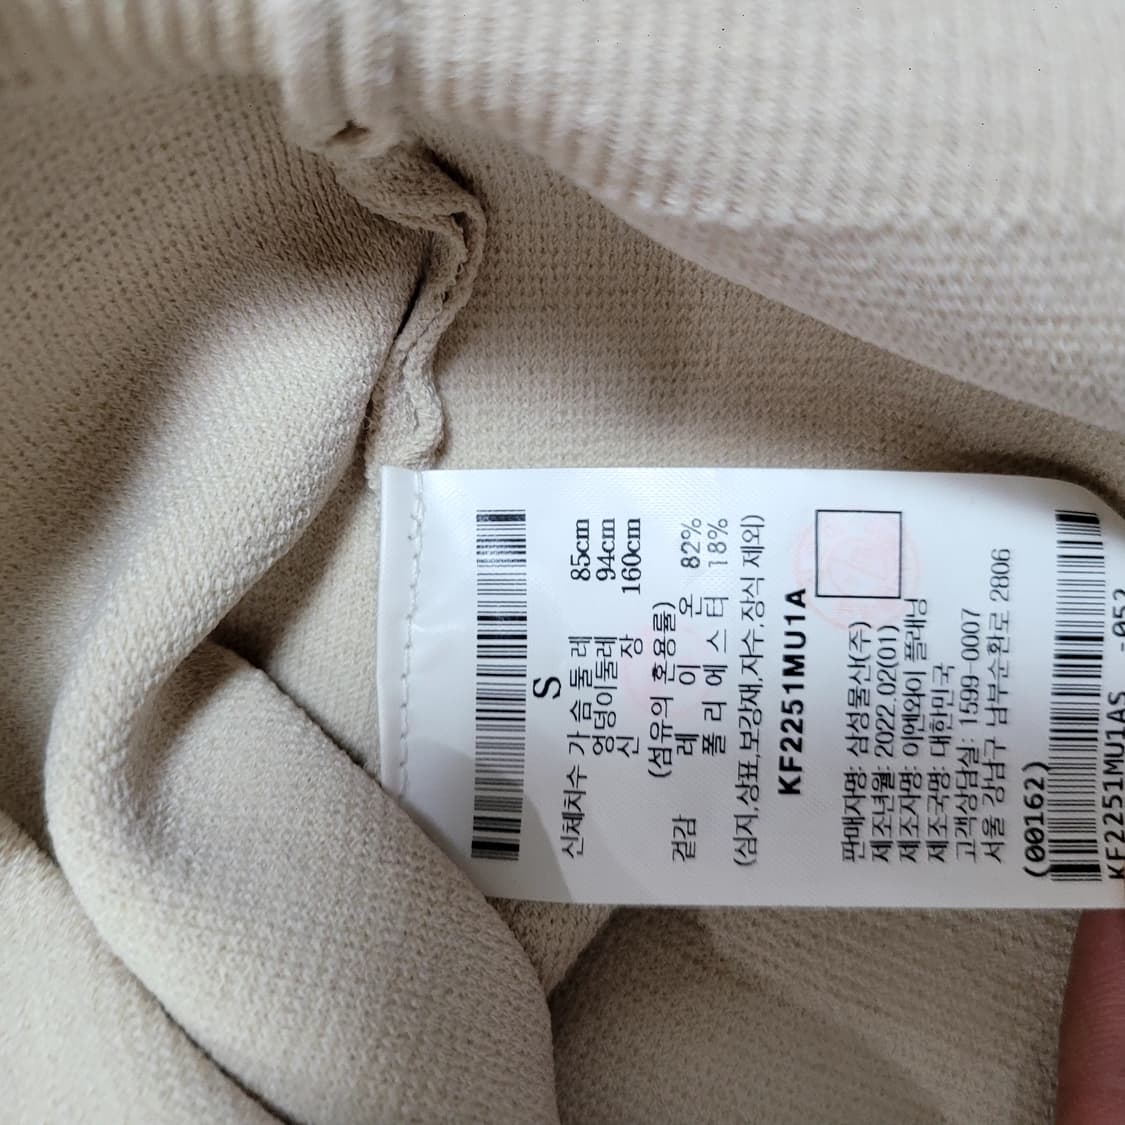 S
신체치수 가슴둘레 85cm
엉덩이둘레 94cm
신 장 160cm
(섬유의 혼용률)
겉감 레 이 온 82%
폴 리 에 스 터 18%
(심지,상표,보강재,자수,장식 제외)
KF2251MU1A
판매자명: 삼성물산(주)
제조년월: 2022.02(01)
제조자명: 이엔와이 플래닝
제조국명: 대한민국
고객상담실: 1599-0007
서울 강남구 남부순환로 2806
(00162)
KF2251MU1AS -052